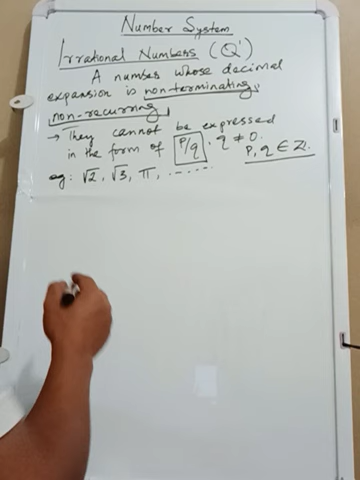 Number System
Irrational Numbers (Q')
A number whose decimal
expansion is non-terminating,
non-recurring.
→ They cannot be expressed
in the form of P/q, q ≠ 0.
P, q ∈ Z.
eg: √2, √3, π, ......